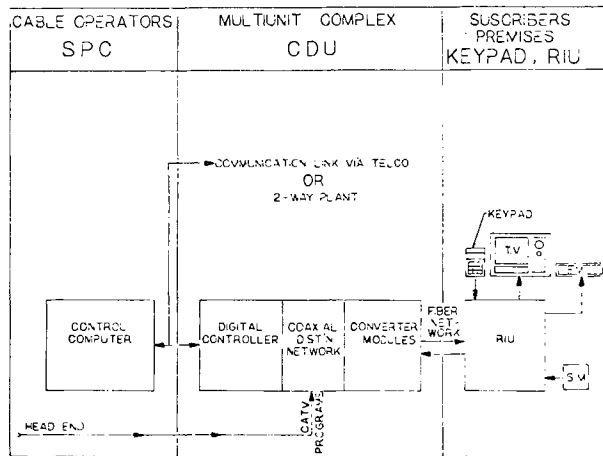 CABLE OPERATORS
SPC
MULTIUNIT COMPLEX
CDU
SUSCRIBERS
PREMISES
KEYPAD, RIU
COMMUNICATION LINK VIA TELCO
OR
2-WAY PLANT
KEYPAD
T.V.
CONTROL
COMPUTER
DIGITAL
CONTROLLER
COAXIAL
DIST'N
NETWORK
CONVERTER
MODULES
FIBER
NET-
WORK
RIU
S.M.
HEAD END
CATV
PROGRAMS